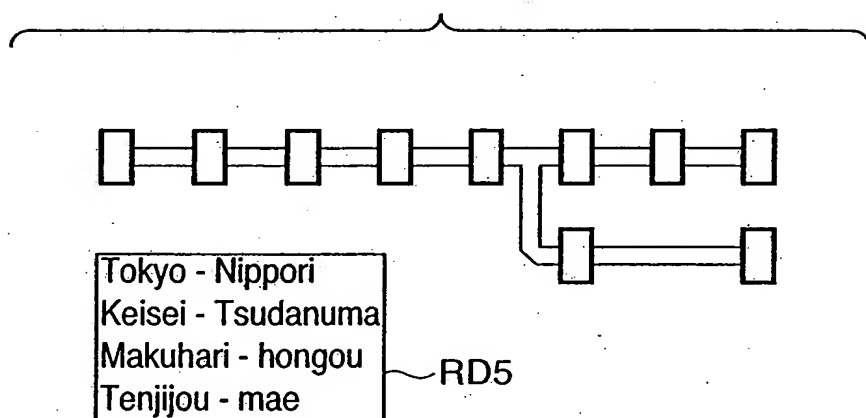 Tokyo - Nippori
Keisei - Tsudanuma
Makuhari - hongou
Tenjijou - mae
RD5